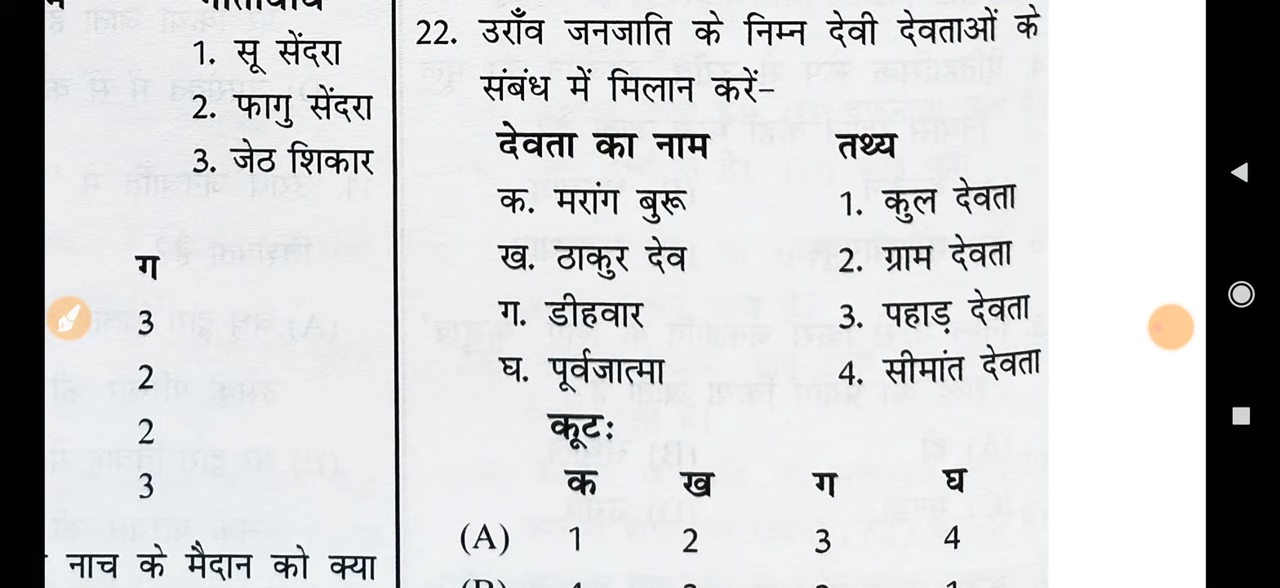 1. सू सेंदरा
2. फागु सेंदरा
3. जेठ शिकार
ग
3
2
2
3
नाच के मैदान को क्या
22. उराँव जनजाति के निम्न देवी देवताओं के
संबंध में मिलान करें-
देवता का नाम तथ्य
क. मरांग बुरू 1. कुल देवता
ख. ठाकुर देव 2. ग्राम देवता
ग. डीहवार 3. पहाड़ देवता
घ. पूर्वजात्मा 4. सीमांत देवता
कूट:
क ख ग घ
(A) 1 2 3 4